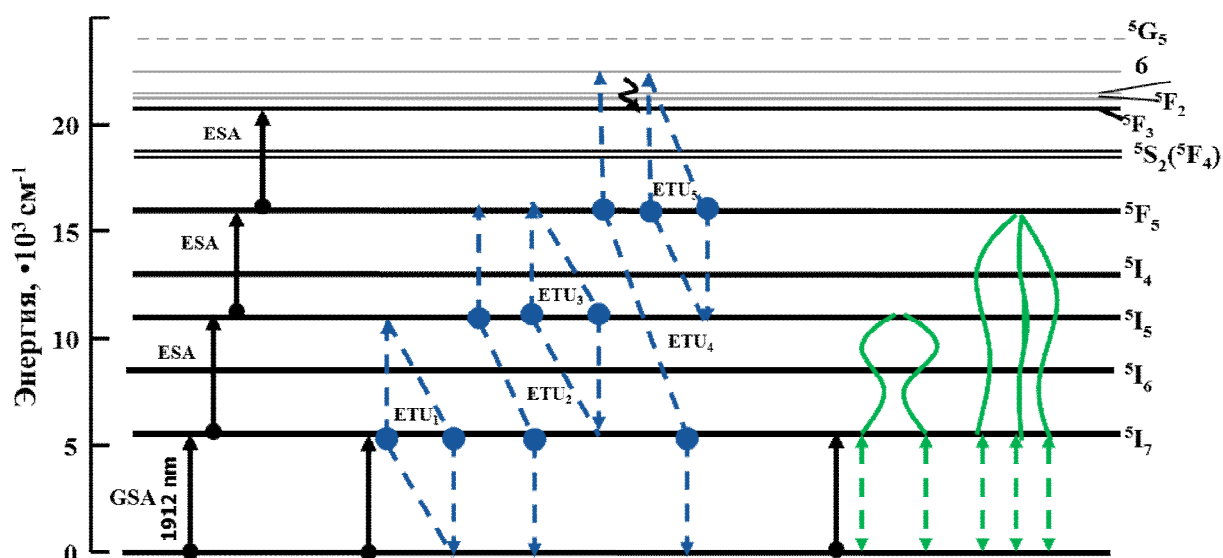 Энергия, •10³ см⁻¹
20
15
10
5
0
⁵G₅
6
⁵F₂
⁵F₃
⁵S₂(⁵F₄)
⁵F₅
⁵I₄
⁵I₅
⁵I₆
⁵I₇
ESA
ESA
ESA
GSA
1912 nm
ETU₁
ETU₂
ETU₃
ETU₄
ETU₅